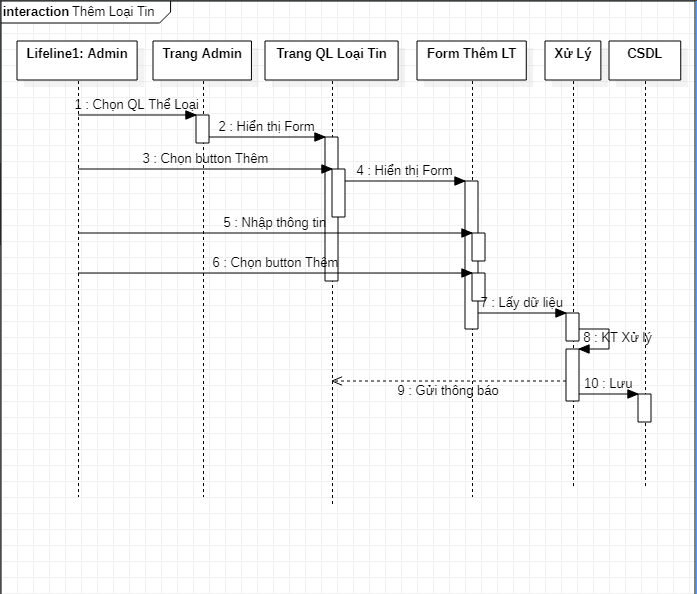 interaction Thêm Loại Tin
Lifeline1: Admin
Trang Admin
Trang QL Loại Tin
Form Thêm LT
Xử Lý
CSDL
1 : Chọn QL Thể Loại
2 : Hiển thị Form
3 : Chọn button Thêm
4 : Hiển thị Form
5 : Nhập thông tin
6 : Chọn button Thêm
7 : Lấy dữ liệu
8 : KT Xử lý
9 : Gửi thông báo
10 : Lưu